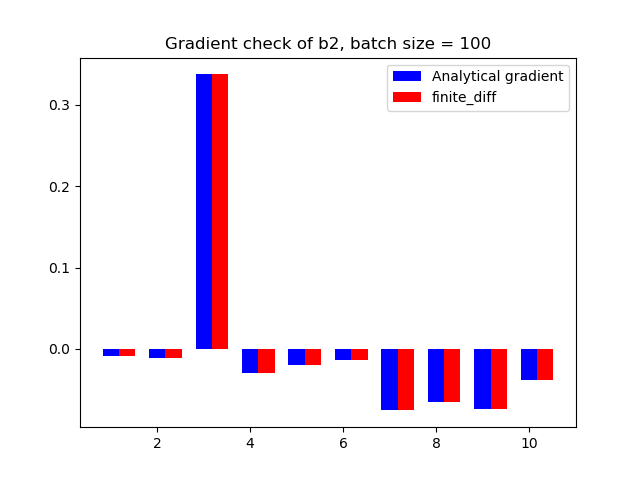 Gradient check of b2, batch size = 100
Analytical gradient
finite_diff
0.3
0.2
0.1
0.0
2 4 6 8 10